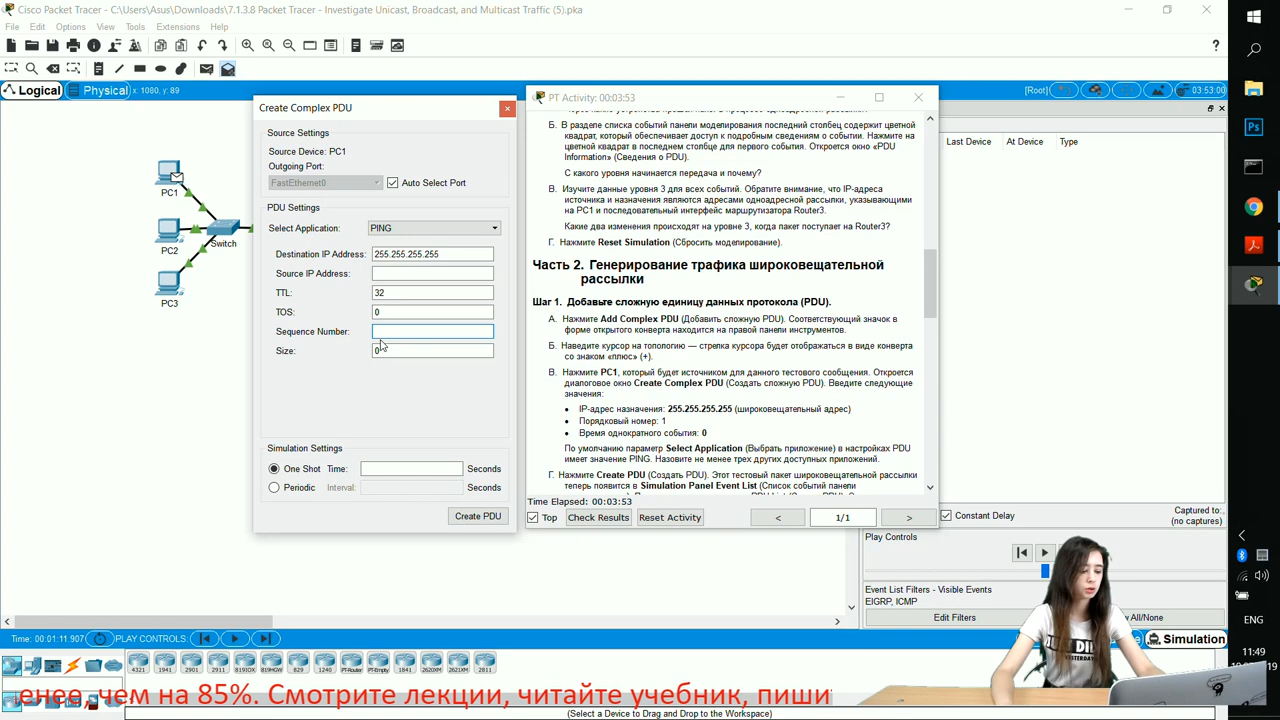 Cisco Packet Tracer - C:\Users\Asus\Downloads\7.1.3.8 Packet Tracer - Investigate Unicast, Broadcast, and Multicast Traffic (5).pka
File Edit Options View Tools Extensions Help
Logical Physical x: 1080, y: 89
[Root]
03:53:00
PC1
PC2
PC3
Switch
Create Complex PDU
Source Settings
Source Device: PC1
Outgoing Port:
FastEthernet0 Auto Select Port
PDU Settings
Select Application: PING
Destination IP Address: 255.255.255.255
Source IP Address:
TTL: 32
TOS: 0
Sequence Number:
Size: 0
Simulation Settings
One Shot Time: Seconds
Periodic Interval: Seconds
Create PDU
PT Activity: 00:03:53
Б. В разделе списка событий панели моделирования последний столбец содержит цветной
квадрат, который обеспечивает доступ к подробным сведениям о событии. Нажмите на
цветной квадрат в последнем столбце для первого события. Откроется окно «PDU
Information» (Сведения о PDU).
С какого уровня начинается передача и почему?
В. Изучите данные уровня 3 для всех событий. Обратите внимание, что IP-адреса
источника и назначения являются адресами одноадресной рассылки, указывающими
на PC1 и последовательный интерфейс маршрутизатора Router3.
Какие два изменения происходят на уровне 3, когда пакет поступает на Router3?
Г. Нажмите Reset Simulation (Сбросить моделирование).
Часть 2. Генерирование трафика широковещательной
рассылки
Шаг 1. Добавьте сложную единицу данных протокола (PDU).
А. Нажмите Add Complex PDU (Добавить сложную PDU). Соответствующий значок в
форме открытого конверта находится на правой панели инструментов.
Б. Наведите курсор на топологию — стрелка курсора будет отображаться в виде конверта
со знаком «плюс» (+).
В. Нажмите PC1, который будет источником для данного тестового сообщения. Откроется
диалоговое окно Create Complex PDU (Создать сложную PDU). Введите следующие
значения:
• IP-адрес назначения: 255.255.255.255 (широковещательный адрес)
• Порядковый номер: 1
• Время однократного события: 0
По умолчанию параметр Select Application (Выбрать приложение) в настройках PDU
имеет значение PING. Назовите не менее трех других доступных приложений.
Г. Нажмите Create PDU (Создать PDU). Этот тестовый пакет широковещательной рассылки
теперь появится в Simulation Panel Event List (Список событий панели
Time Elapsed: 00:03:53
Top Check Results Reset Activity < 1/1 >
Last Device At Device Type
Constant Delay
Captured to:
(no captures)
Play Controls
Event List Filters - Visible Events
EIGRP, ICMP
Edit Filters
All/None
Time: 00:01:11.907 PLAY CONTROLS:
Simulation
4321 1941 2901 2911 819IOX 819HGW 829 1240 PT-Router PT-Empty 1841 2620XM 2621XM 2811
енее, чем на 85%. Смотрите лекции, читайте учебник, пиши
(Select a Device to Drag and Drop to the Workspace)
ENG
11:49